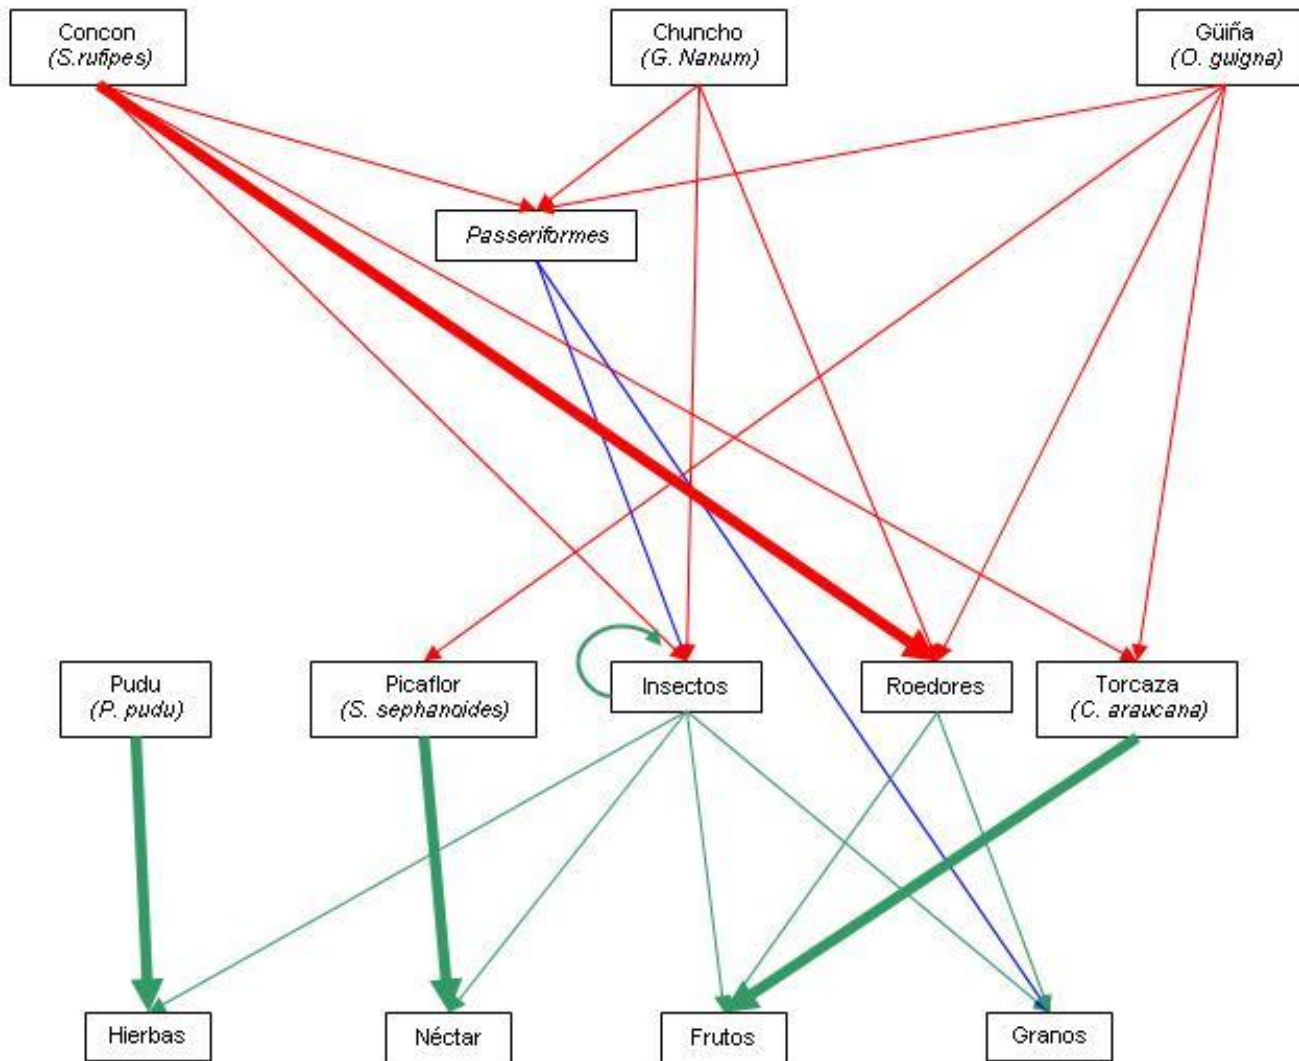 Concon
(S.rufipes)
Chuncho
(G. Nanum)
Güiña
(O. guigna)
Passeriformes
Pudu
(P. pudu)
Picaflor
(S. sephanoides)
Insectos
Roedores
Torcaza
(C. araucana)
Hierbas
Néctar
Frutos
Granos